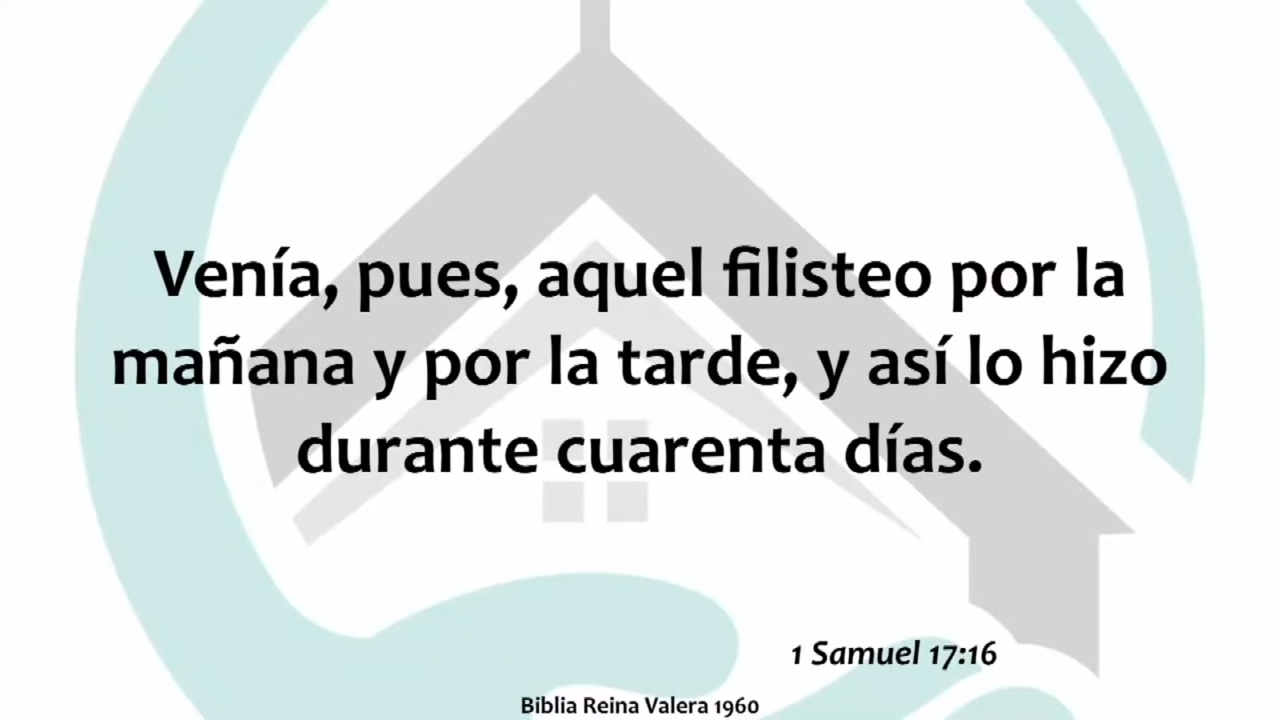 Venía, pues, aquel filisteo por la
mañana y por la tarde, y así lo hizo
durante cuarenta días.
1 Samuel 17:16
Biblia Reina Valera 1960